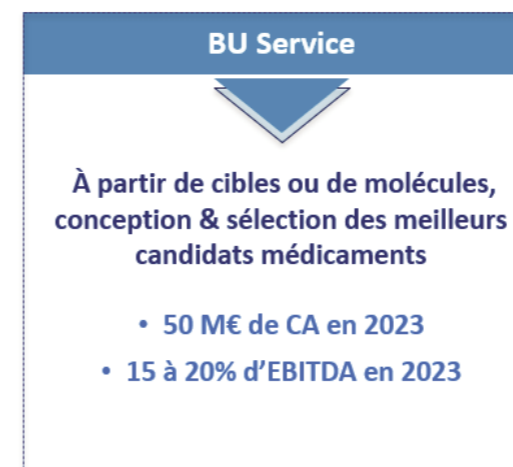 BU Service
À partir de cibles ou de molécules,
conception & sélection des meilleurs
candidats médicaments
• 50 M€ de CA en 2023
• 15 à 20% d’EBITDA en 2023